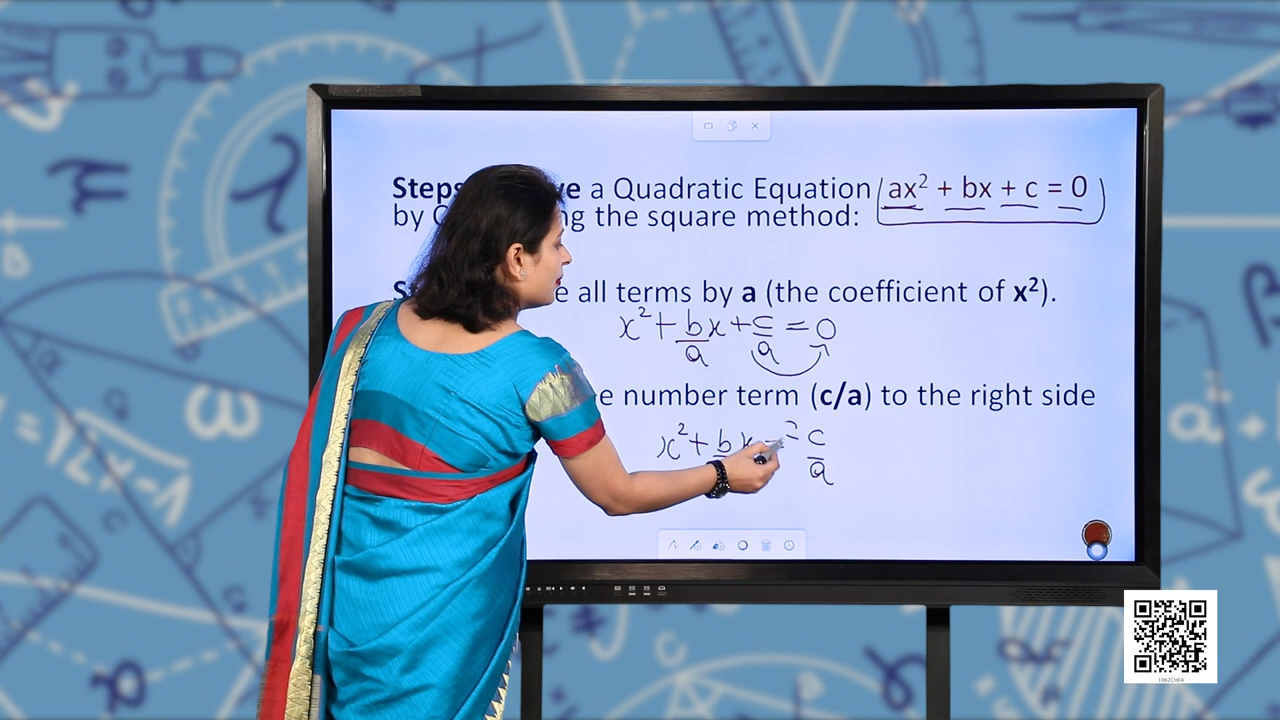 Steps ve a Quadratic Equation ax² + bx + c = 0
by C ng the square method:
S e all terms by a (the coefficient of x²).
x² + b/a x + c/a = 0
e number term (c/a) to the right side
x² + b x = c/a
1062CH04